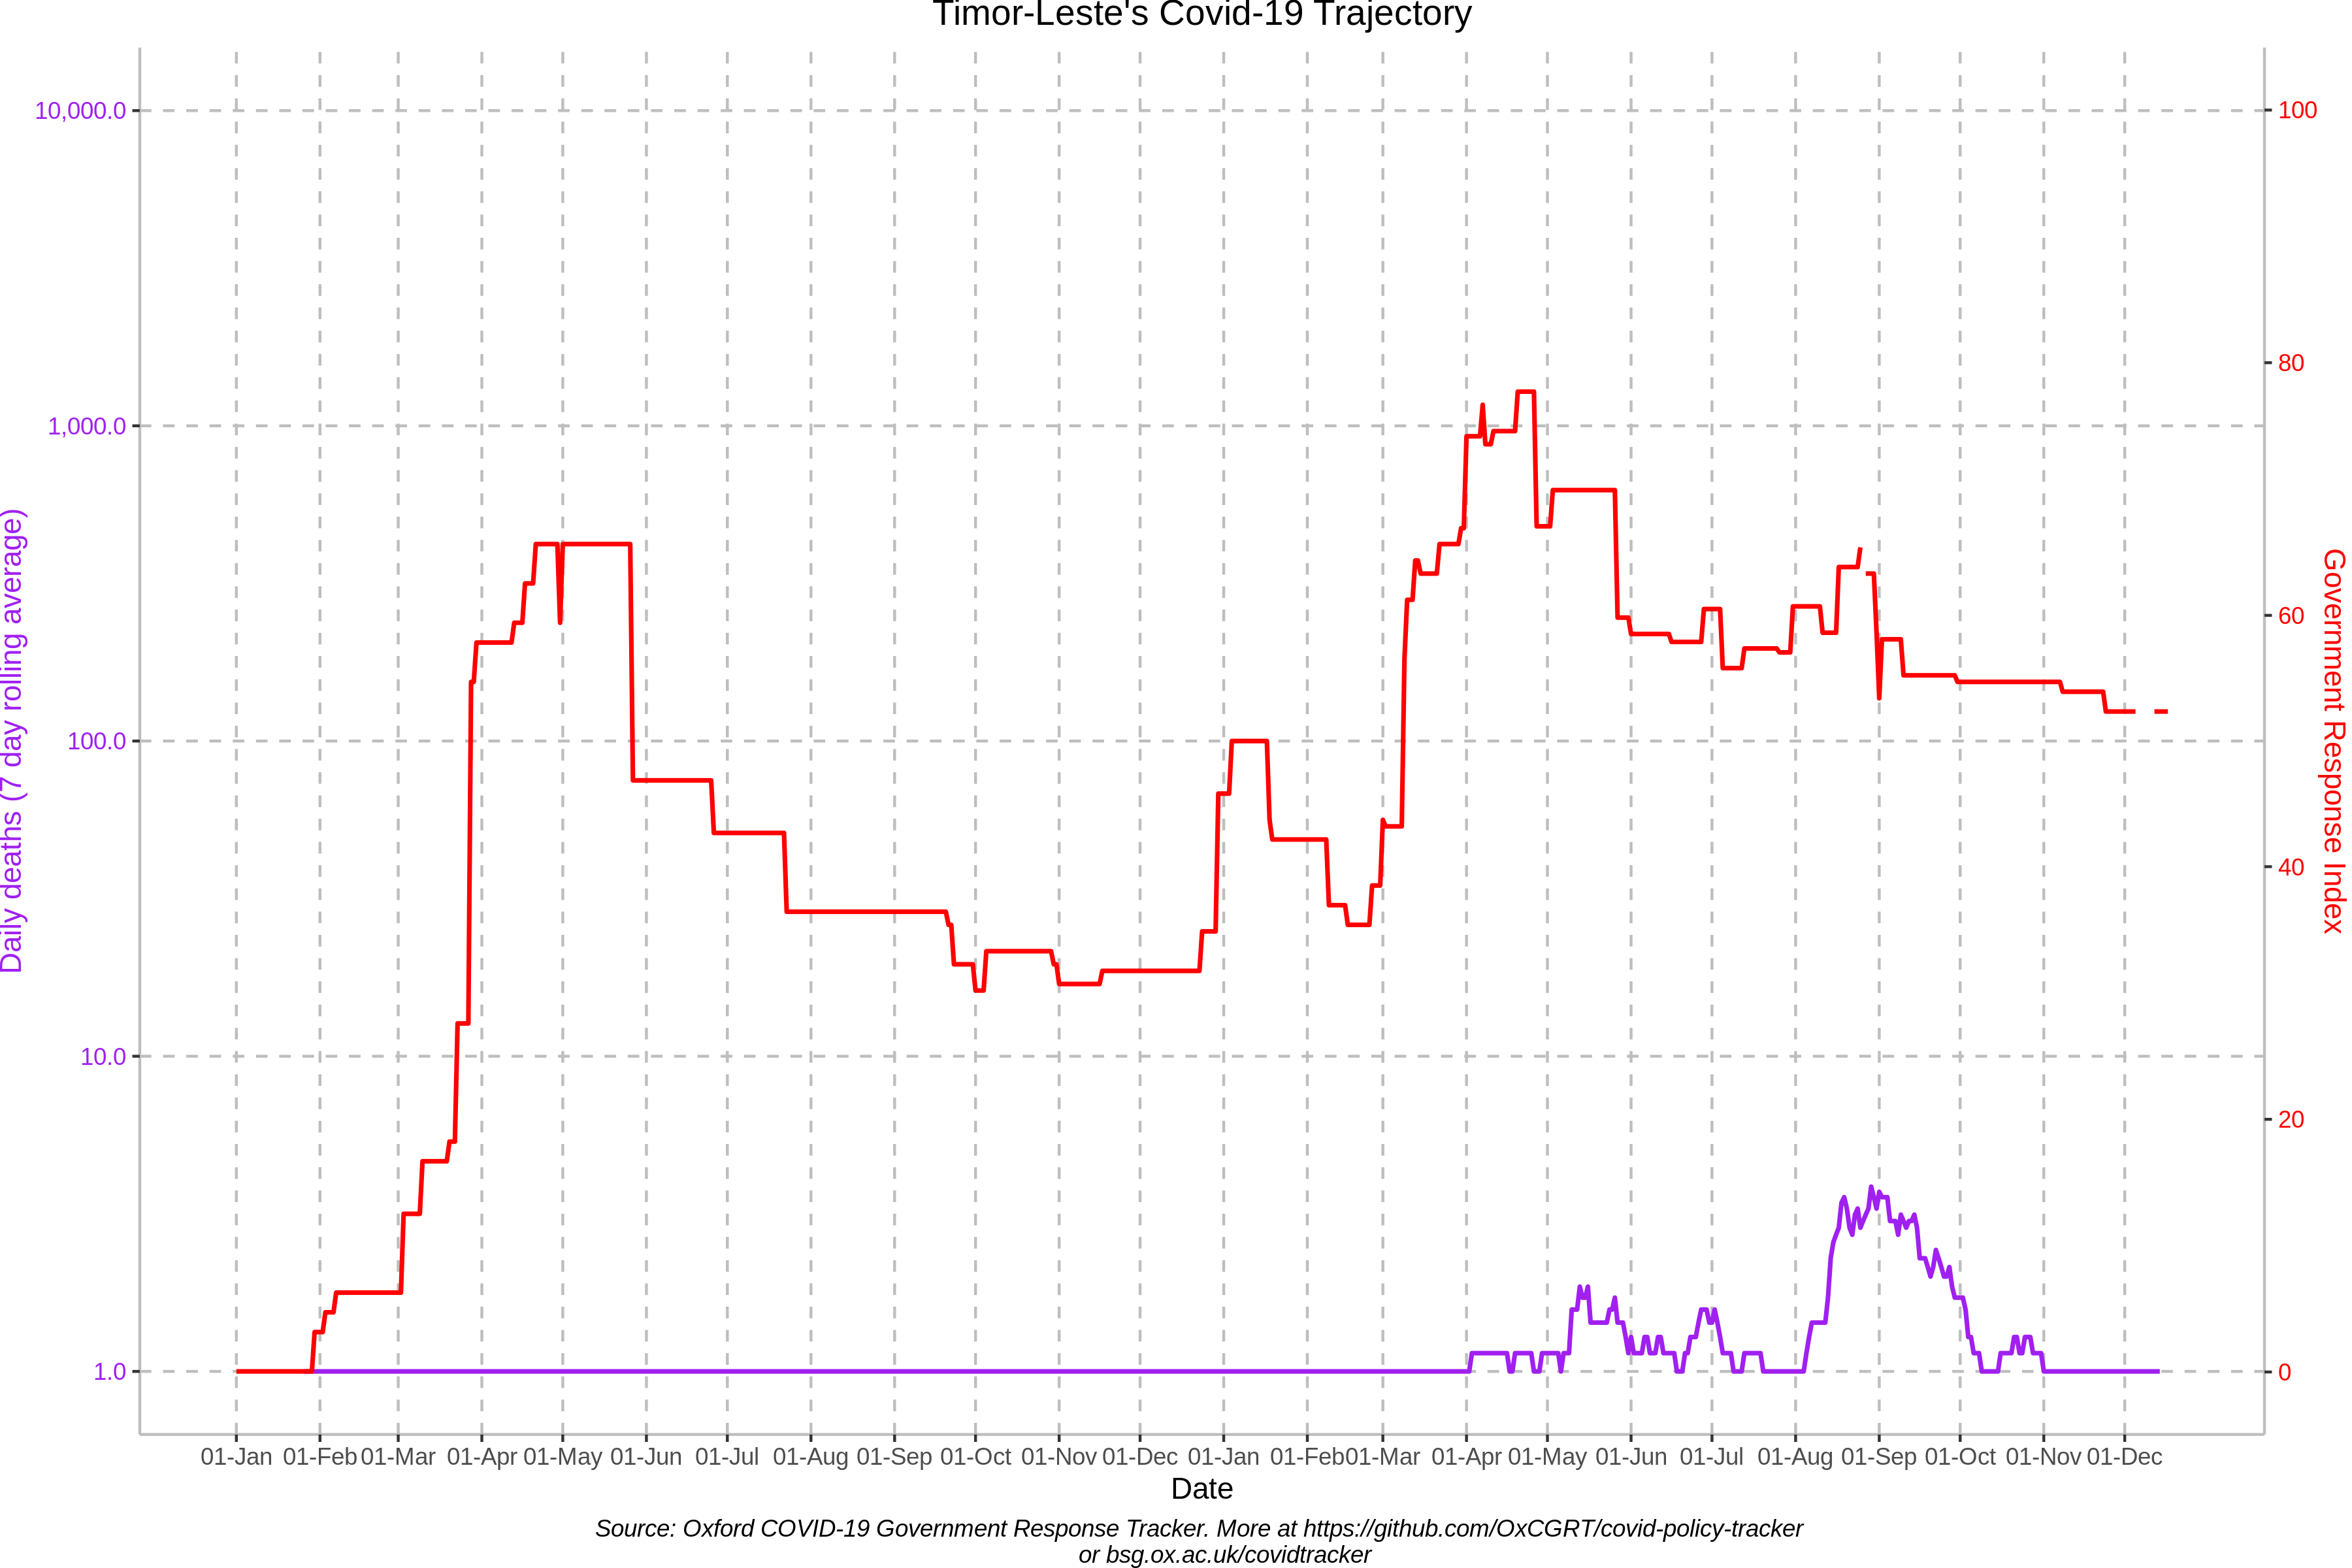 Timor-Leste's Covid-19 Trajectory
10,000.0
1,000.0
100.0
10.0
1.0
Daily deaths (7 day rolling average)
100
80
60
40
20
0
Government Response Index
01-Jan 01-Feb 01-Mar 01-Apr 01-May 01-Jun 01-Jul 01-Aug 01-Sep 01-Oct 01-Nov 01-Dec 01-Jan 01-Feb 01-Mar 01-Apr 01-May 01-Jun 01-Jul 01-Aug 01-Sep 01-Oct 01-Nov 01-Dec
Date
Source: Oxford COVID-19 Government Response Tracker. More at https://github.com/OxCGRT/covid-policy-tracker
or bsg.ox.ac.uk/covidtracker